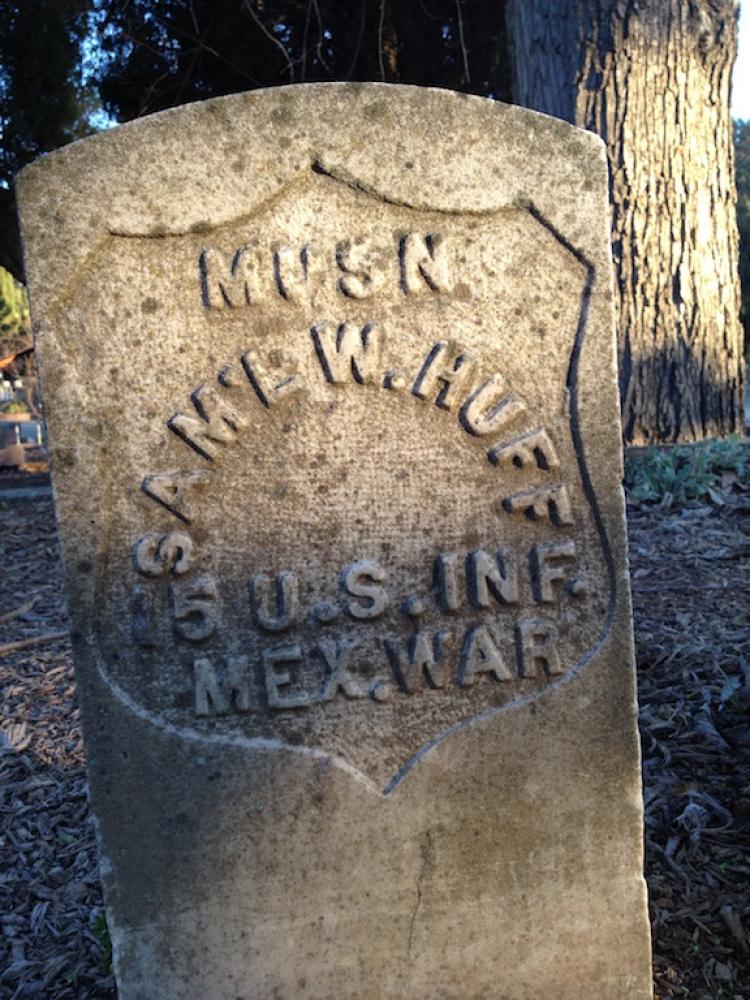 MUSN
SAM'L W. HUFF
15 U.S. INF.
MEX. WAR